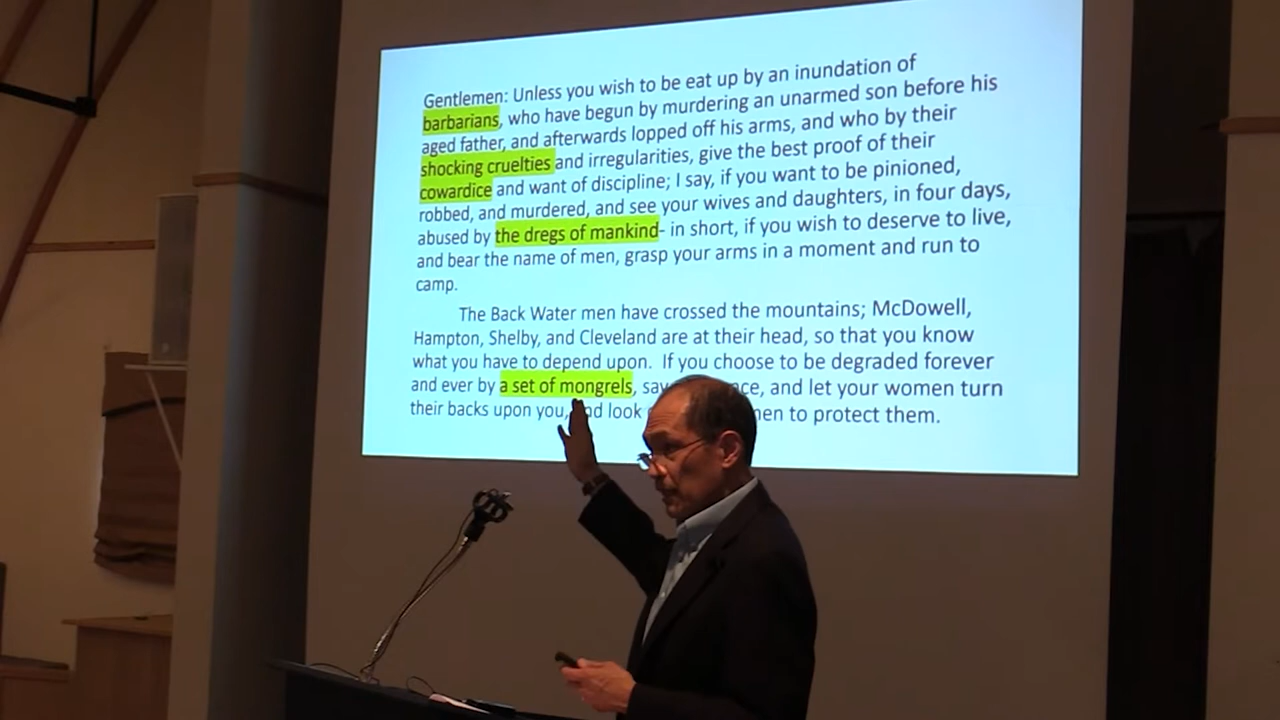 Gentlemen: Unless you wish to be eat up by an inundation of
barbarians, who have begun by murdering an unarmed son before his
aged father, and afterwards lopped off his arms, and who by their
shocking cruelties and irregularities, give the best proof of their
cowardice and want of discipline; I say, if you want to be pinioned,
robbed, and murdered, and see your wives and daughters, in four days,
abused by the dregs of mankind- in short, if you wish to deserve to live,
and bear the name of men, grasp your arms in a moment and run to
camp.
The Back Water men have crossed the mountains; McDowell,
Hampton, Shelby, and Cleveland are at their head, so that you know
what you have to depend upon. If you choose to be degraded forever
and ever by a set of mongrels, and let your women turn
their backs upon you, look to protect them.